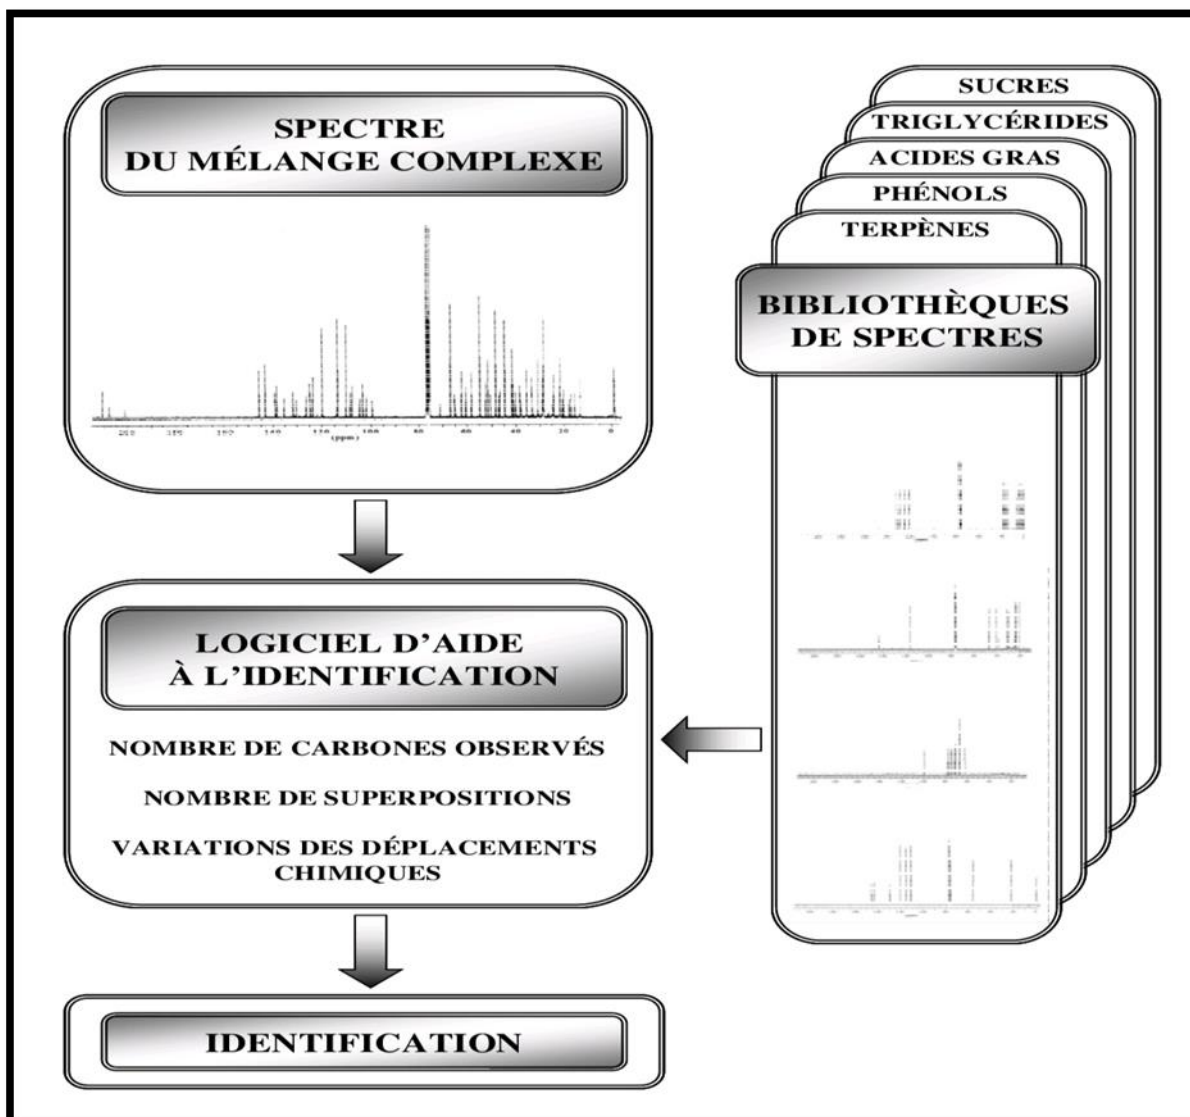 SPECTRE
DU MÉLANGE COMPLEXE
(ppm)
SUCRES
TRIGLYCÉRIDES
ACIDES GRAS
PHÉNOLS
TERPÈNES
BIBLIOTHÈQUES
DE SPECTRES
LOGICIEL D'AIDE
À L'IDENTIFICATION
NOMBRE DE CARBONES OBSERVÉS
NOMBRE DE SUPERPOSITIONS
VARIATIONS DES DÉPLACEMENTS
CHIMIQUES
IDENTIFICATION